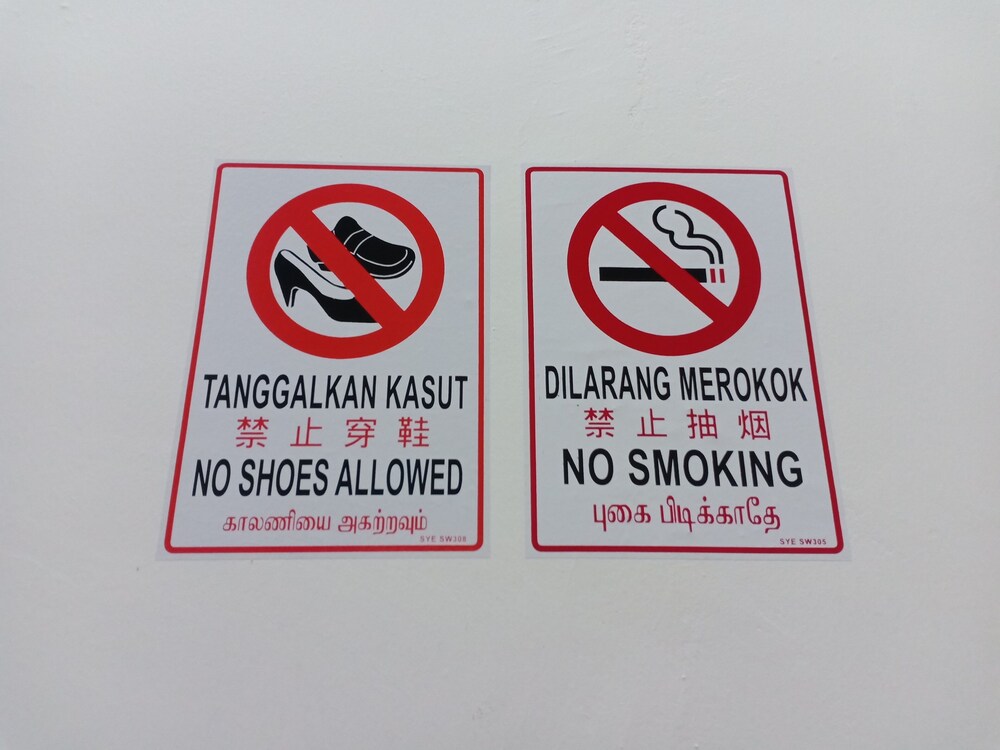 TANGGALKAN KASUT
禁止穿鞋
NO SHOES ALLOWED
காலணியை அகற்றவும்
SYE SW308
DILARANG MEROKOK
禁止抽烟
NO SMOKING
புகை பிடிக்காதே
SYE SW305